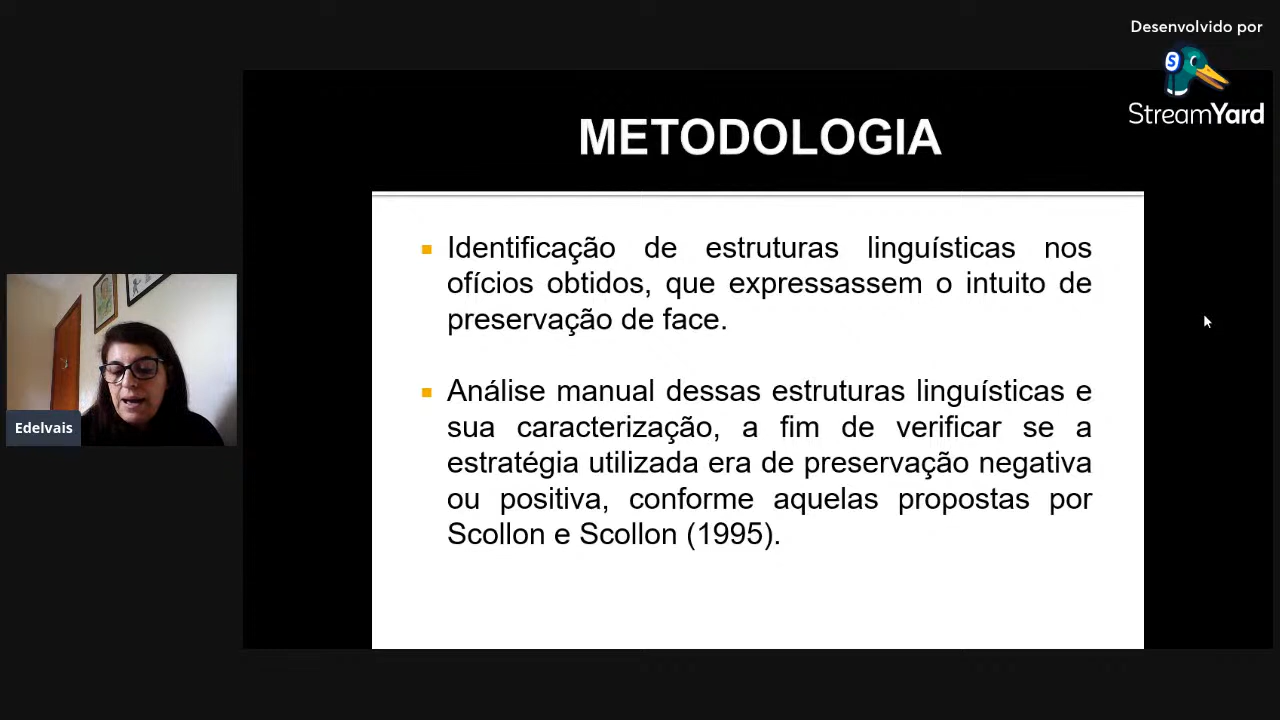 Desenvolvido por
StreamYard
METODOLOGIA
Identificação de estruturas linguísticas nos
ofícios obtidos, que expressassem o intuito de
preservação de face.
Análise manual dessas estruturas linguísticas e
sua caracterização, a fim de verificar se a
estratégia utilizada era de preservação negativa
ou positiva, conforme aquelas propostas por
Scollon e Scollon (1995).
Edelvais